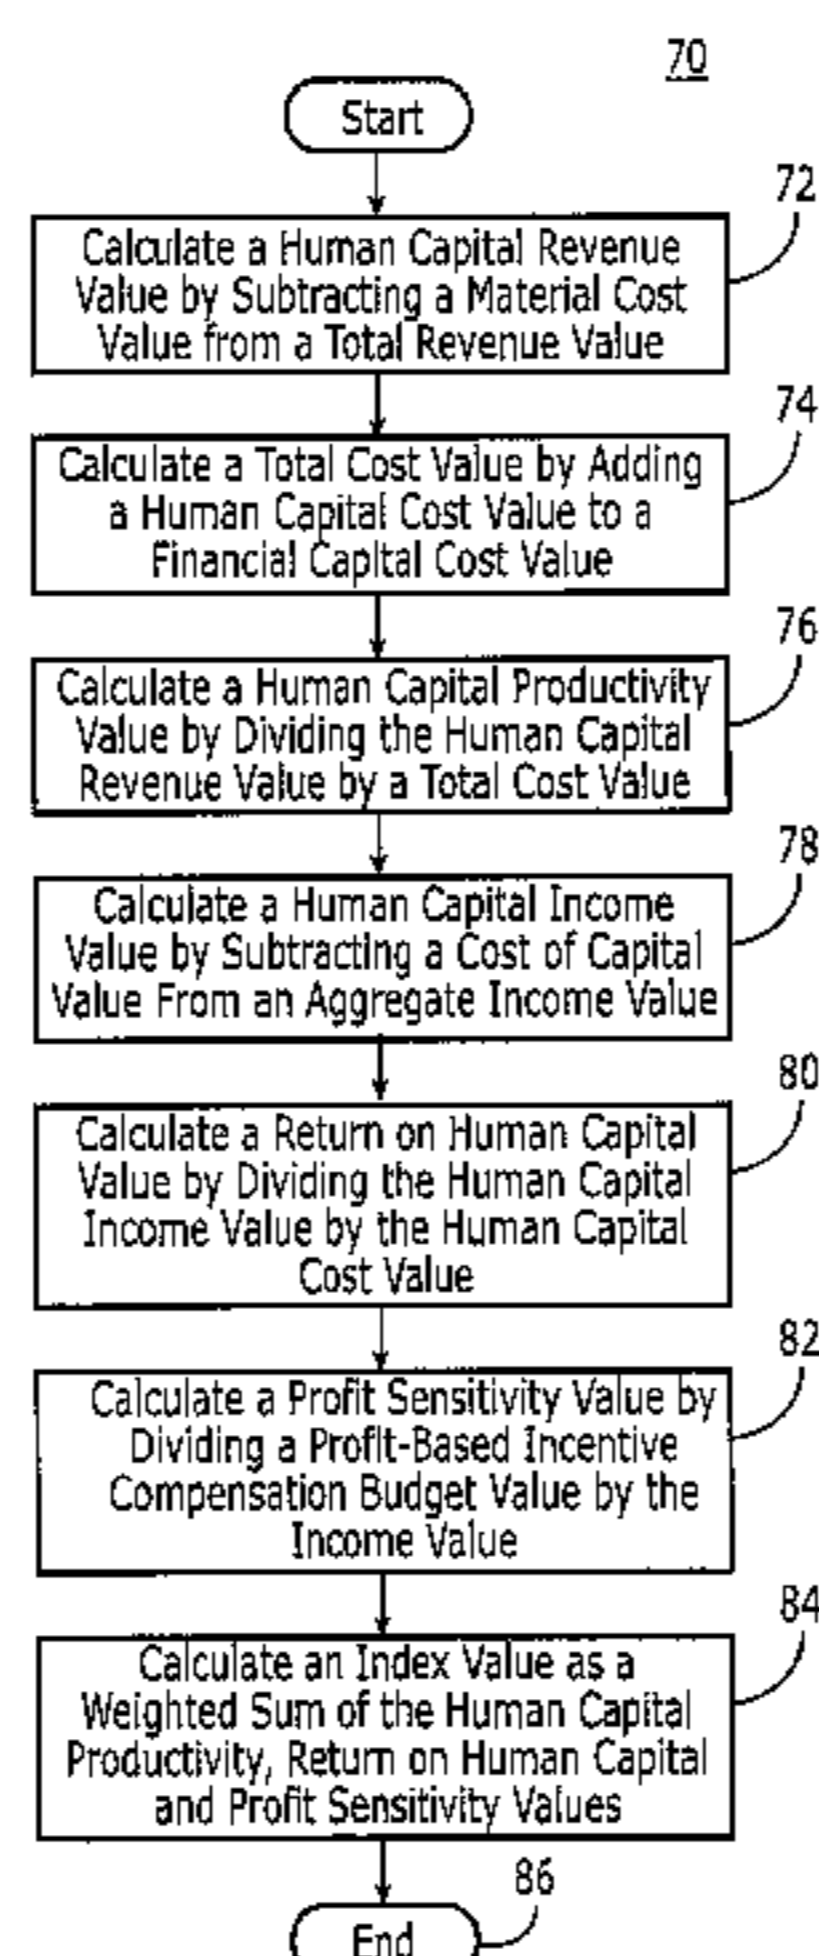 70
Start
72
Calculate a Human Capital Revenue
Value by Subtracting a Material Cost
Value from a Total Revenue Value
74
Calculate a Total Cost Value by Adding
a Human Capital Cost Value to a
Financial Capital Cost Value
76
Calculate a Human Capital Productivity
Value by Dividing the Human Capital
Revenue Value by a Total Cost Value
78
Calculate a Human Capital Income
Value by Subtracting a Cost of Capital
Value From an Aggregate Income Value
80
Calculate a Return on Human Capital
Value by Dividing the Human Capital
Income Value by the Human Capital
Cost Value
82
Calculate a Profit Sensitivity Value by
Dividing a Profit-Based Incentive
Compensation Budget Value by the
Income Value
84
Calculate an Index Value as a
Weighted Sum of the Human Capital
Productivity, Return on Human Capital
and Profit Sensitivity Values
86
End